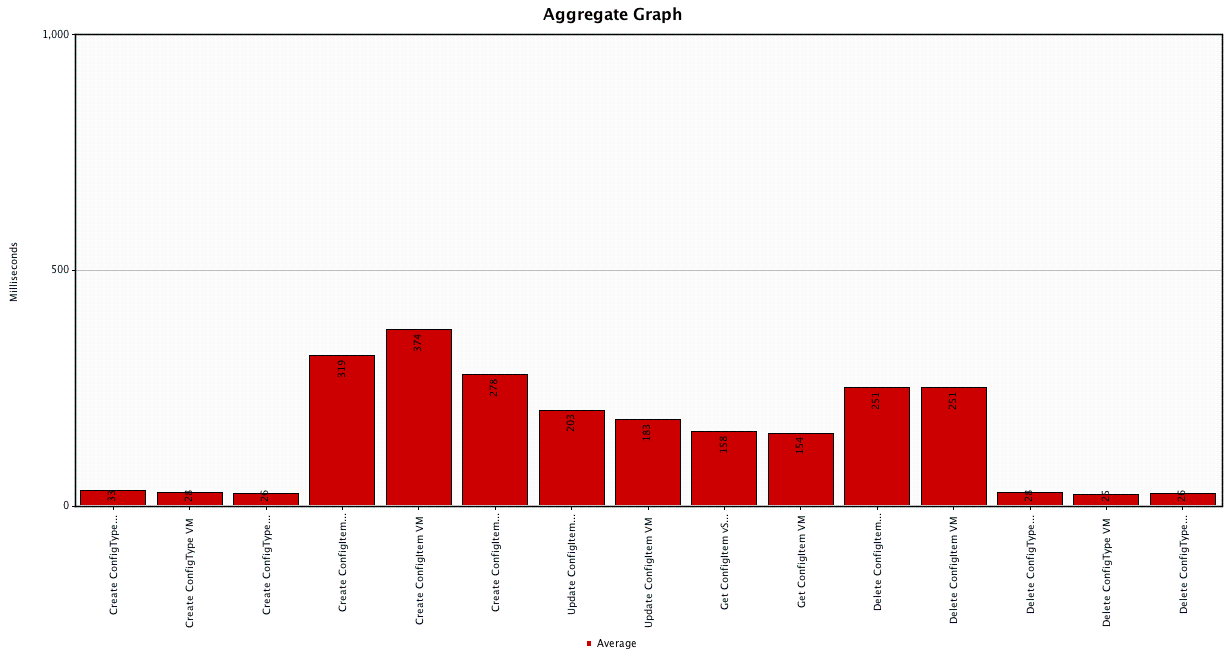 Aggregate Graph
1,000
500
0
Milliseconds
33
28
26
319
374
278
203
183
158
154
251
251
28
25
26
Create ConfigType...
Create ConfigType VM
Create ConfigType...
Create ConfigItem...
Create ConfigItem VM
Create ConfigItem...
Update ConfigItem...
Update ConfigItem VM
Get ConfigItem vS...
Get ConfigItem VM
Delete ConfigItem...
Delete ConfigItem VM
Delete ConfigType...
Delete ConfigType VM
Delete ConfigType...
Average